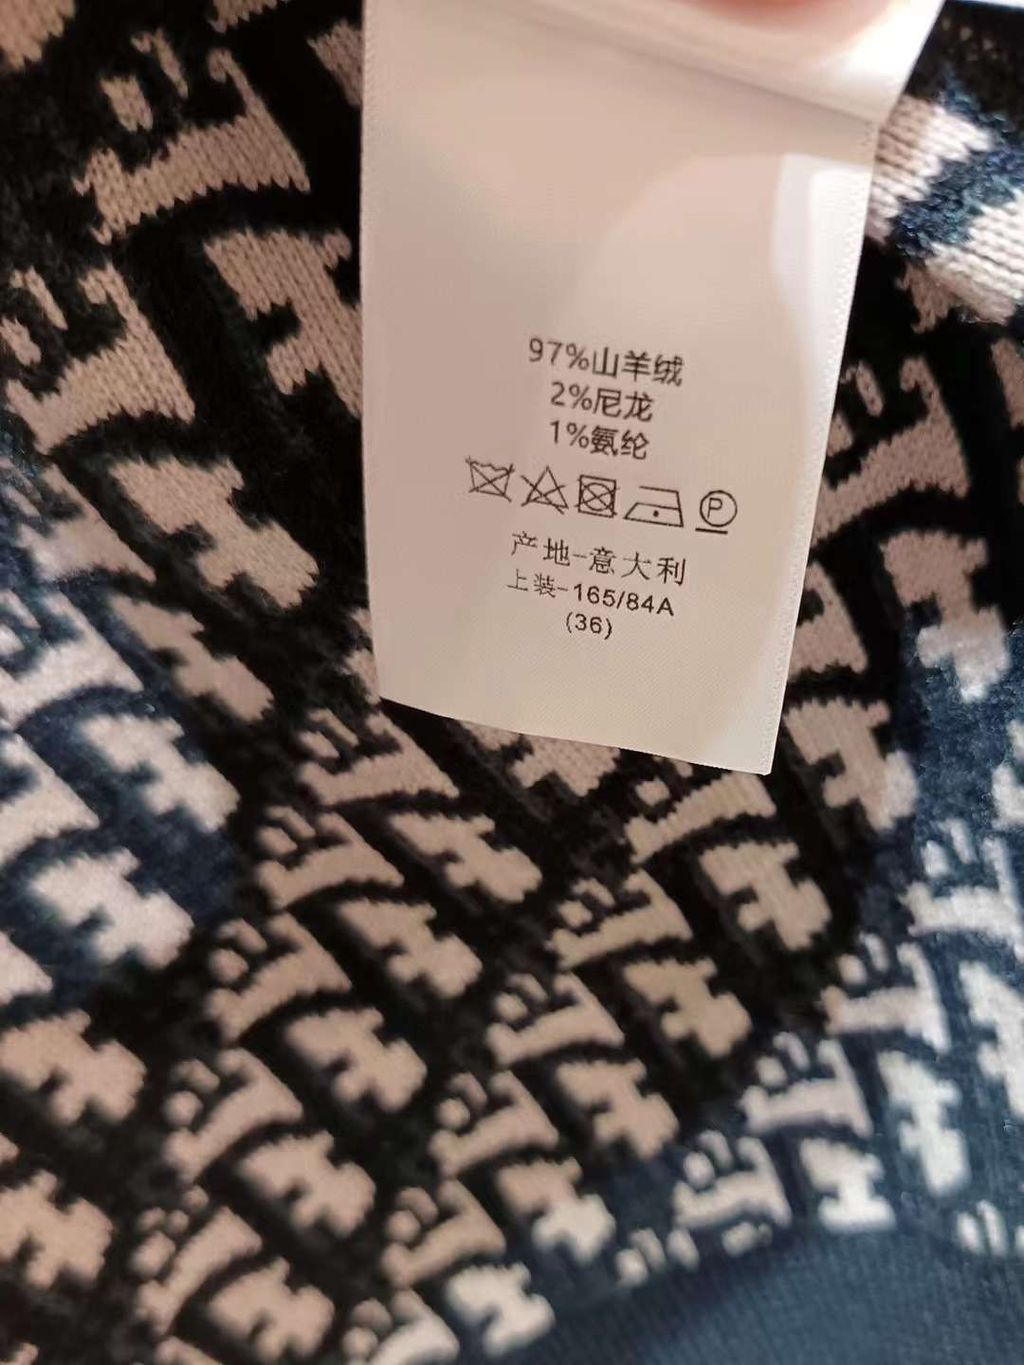 97%山羊绒
2%尼龙
1%氨纶
P
产地-意大利
上装-165/84A
(36)